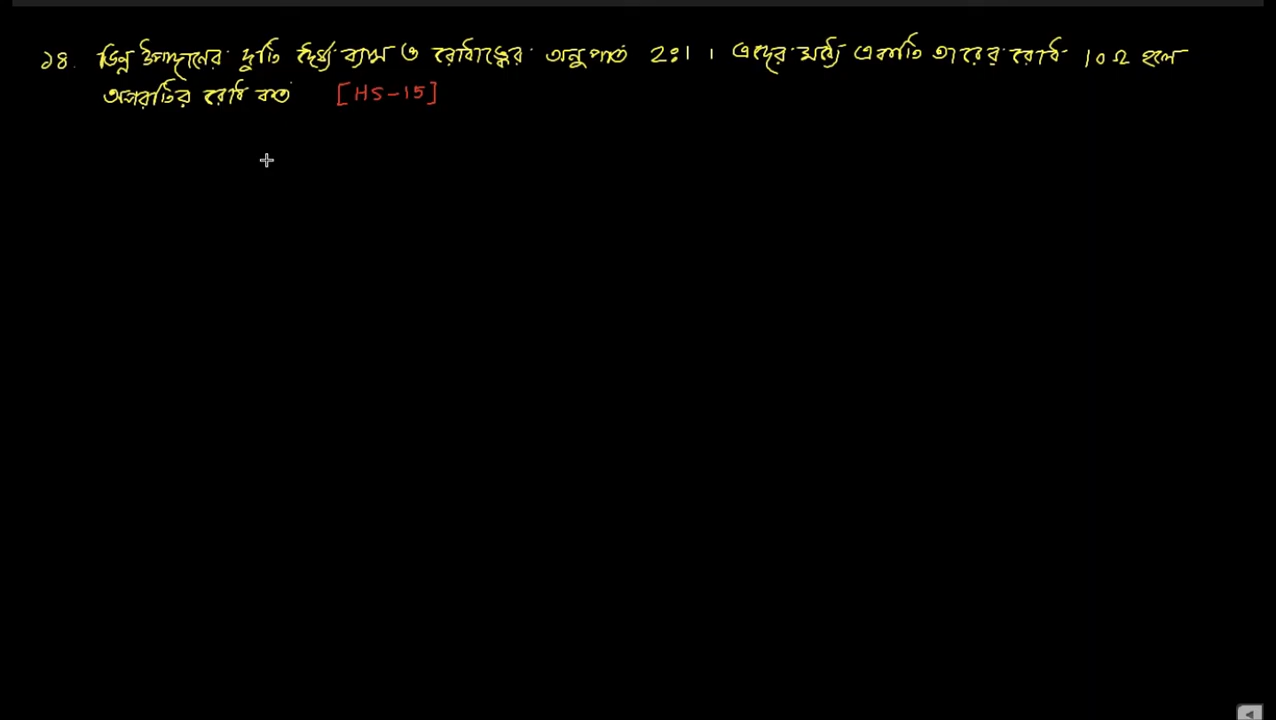 ১৪. ভিন্ন উপাদানের দুটি দৈর্ঘ্য ব্যাস ও রোধাঙ্কের অনুপাত 2:1 । এদের মধ্যে একটি তারের রোধ 10Ω হলে
অপরটির রোধ কত [HS-15]